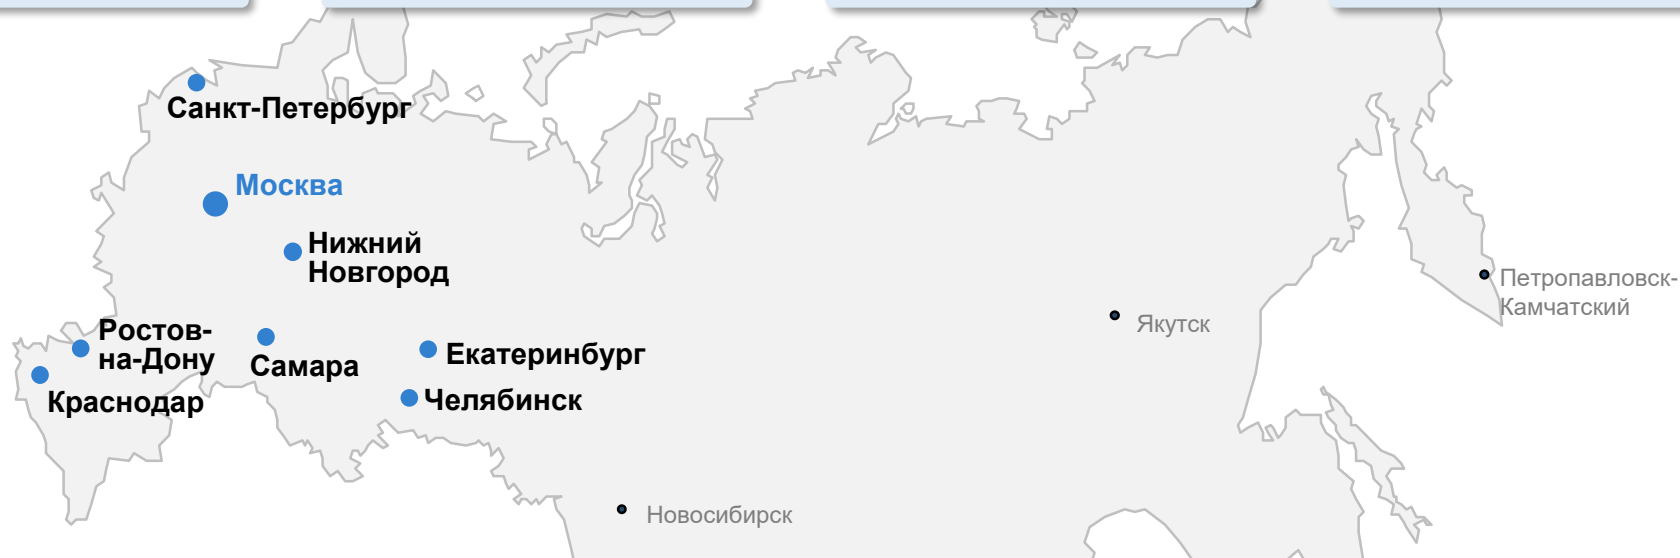 Санкт-Петербург
Москва
Нижний
Новгород
Ростов-
на-Дону
Самара
Краснодар
Екатеринбург
Челябинск
Новосибирск
Якутск
Петропавловск-
Камчатский